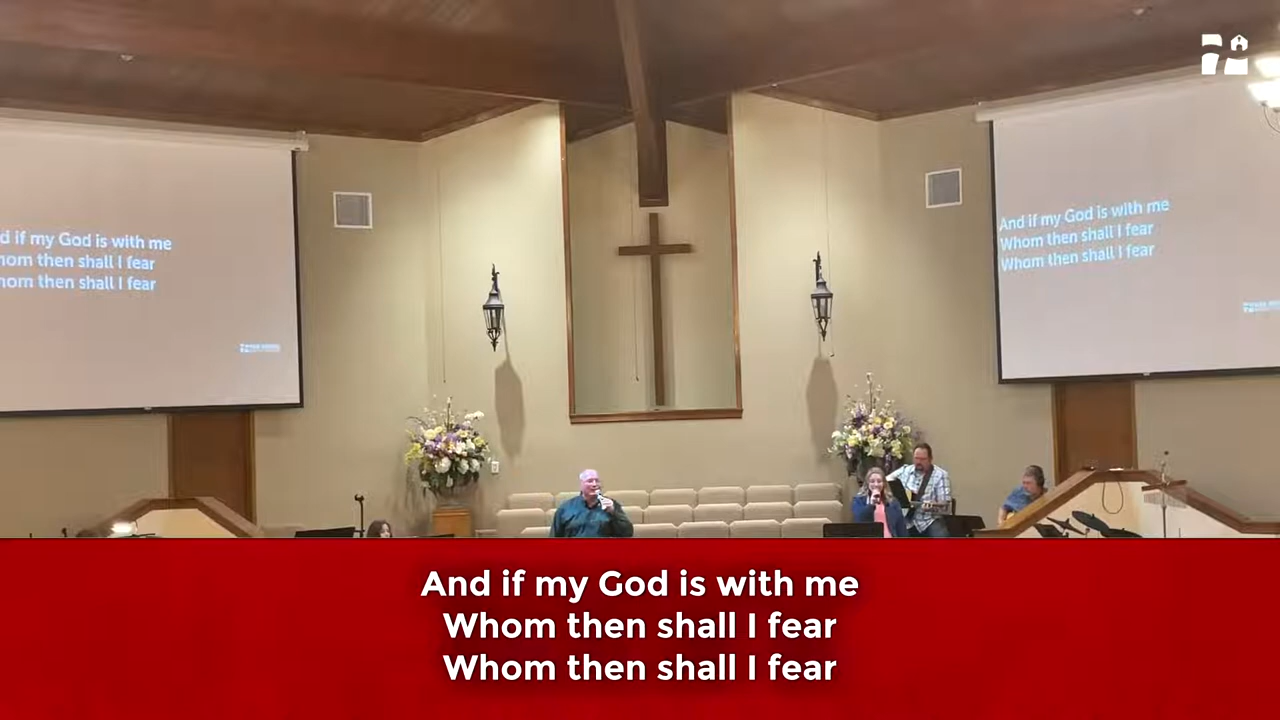 d if my God is with me
hom then shall I fear
hom then shall I fear
And if my God is with me
Whom then shall I fear
Whom then shall I fear
And if my God is with me
Whom then shall I fear
Whom then shall I fear